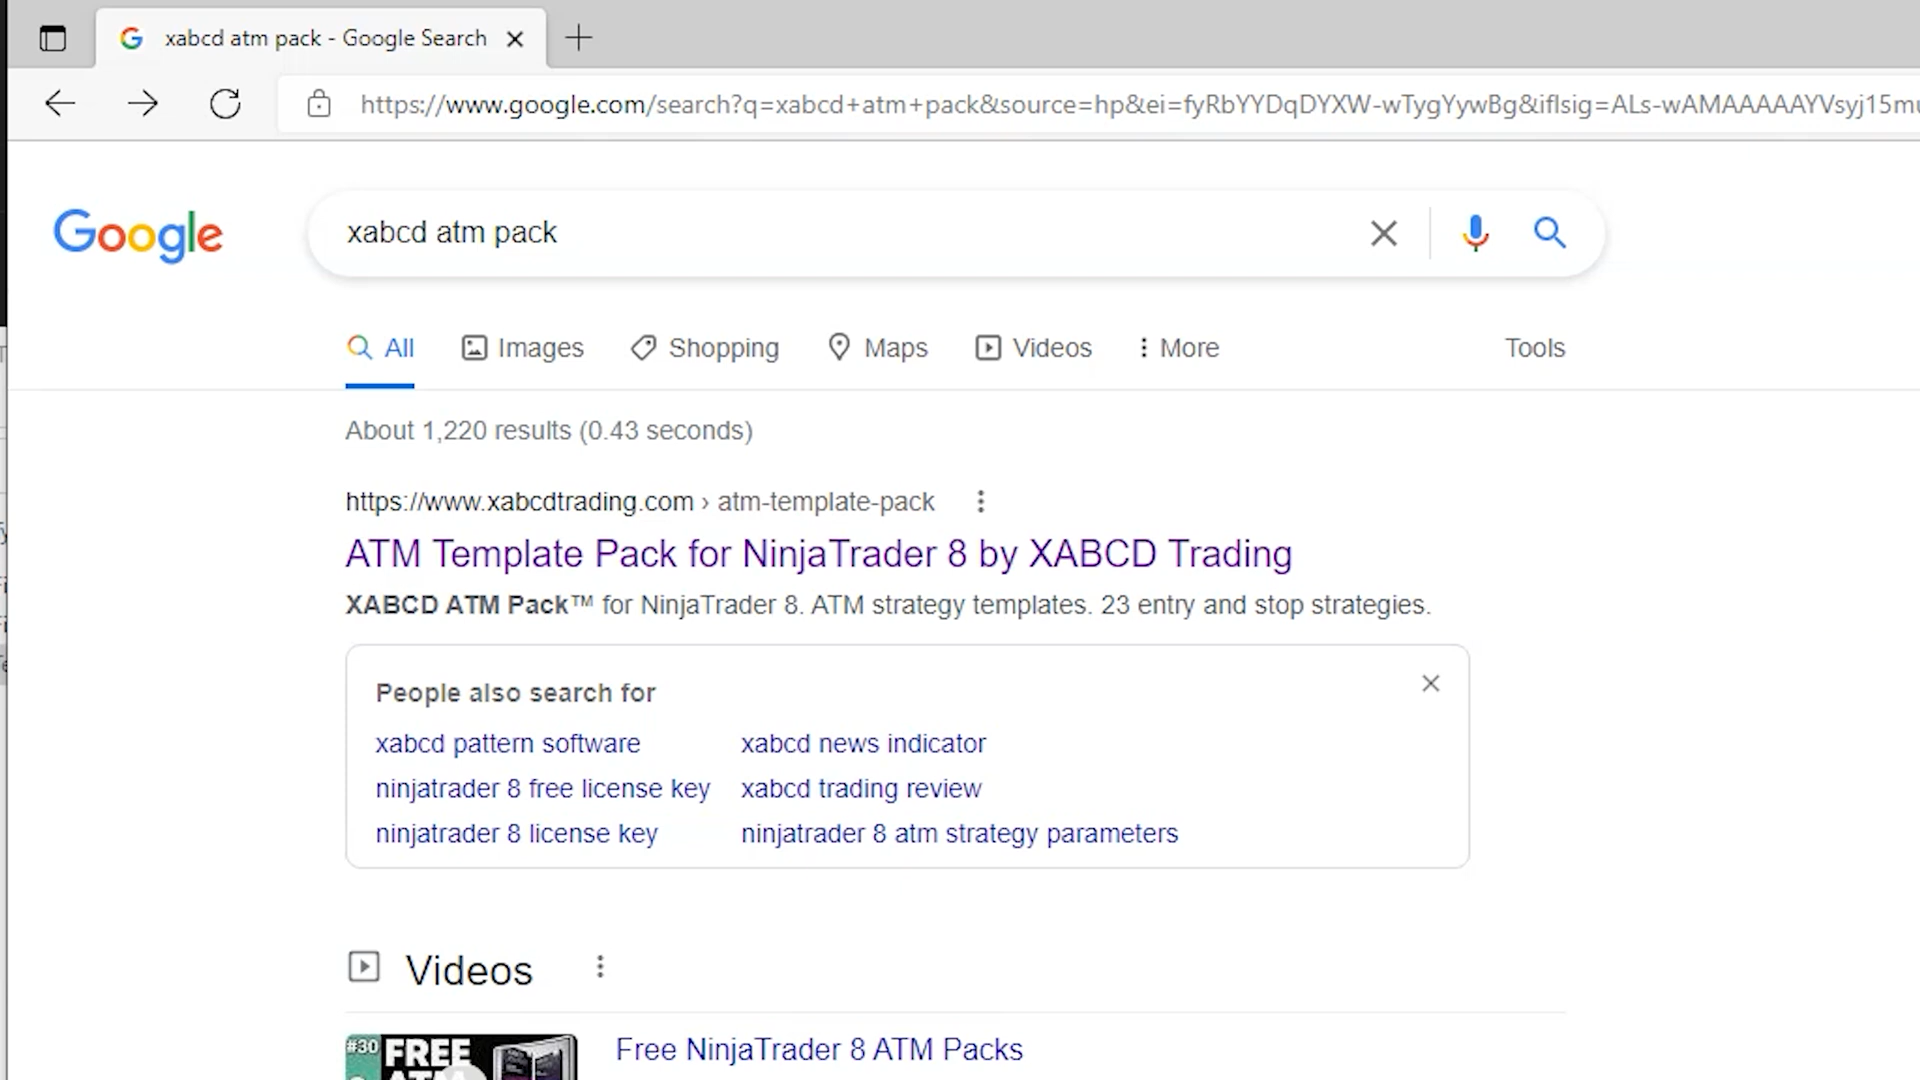 xabcd atm pack - Google Search
https://www.google.com/search?q=xabcd+atm+pack&source=hp&ei=fyRbYYDqDYXW-wTygYywBg&iflsig=ALs-wAMAAAAAYVsyj15mu
Google
xabcd atm pack
All Images Shopping Maps Videos More Tools
About 1,220 results (0.43 seconds)
https://www.xabcdtrading.com › atm-template-pack
ATM Template Pack for NinjaTrader 8 by XABCD Trading
XABCD ATM Pack™ for NinjaTrader 8. ATM strategy templates. 23 entry and stop strategies.
People also search for
xabcd pattern software xabcd news indicator
ninjatrader 8 free license key xabcd trading review
ninjatrader 8 license key ninjatrader 8 atm strategy parameters
Videos
#30 FREE
ATM
Free NinjaTrader 8 ATM Packs